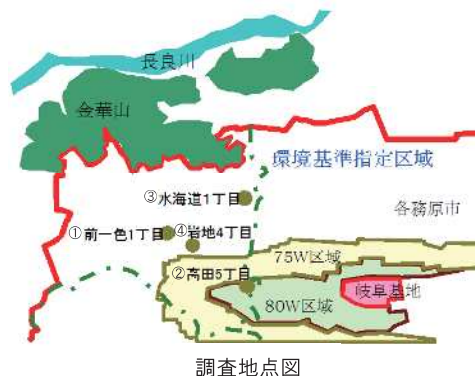 長良川
金華山
環境基準指定区域
③水海道1丁目
各務原市
①前一色1丁目
④岩地4丁目
75W区域
②高田5丁目
岐阜基地
80W区域
調査地点図